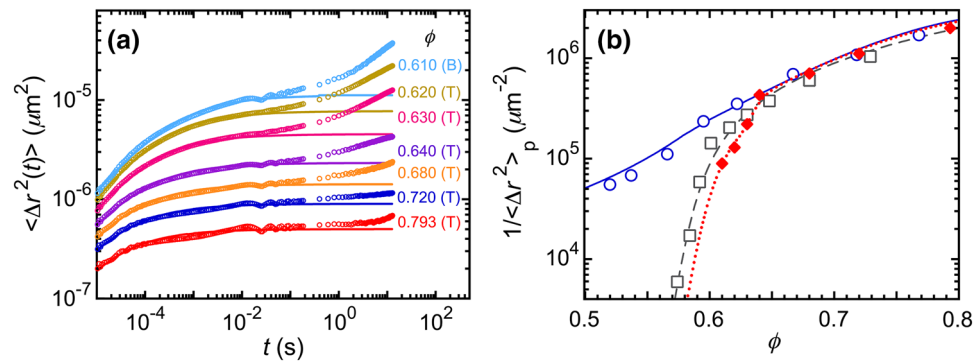 (a)
ϕ
0.610 (B)
0.620 (T)
0.630 (T)
0.640 (T)
0.680 (T)
0.720 (T)
0.793 (T)
<Δr²(t)> (μm²)
10⁻⁵
10⁻⁶
10⁻⁷
10⁻⁴
10⁻²
10⁰
10²
t (s)
(b)
1/<Δr²>p (μm⁻²)
10⁶
10⁵
10⁴
0.5
0.6
0.7
0.8
ϕ